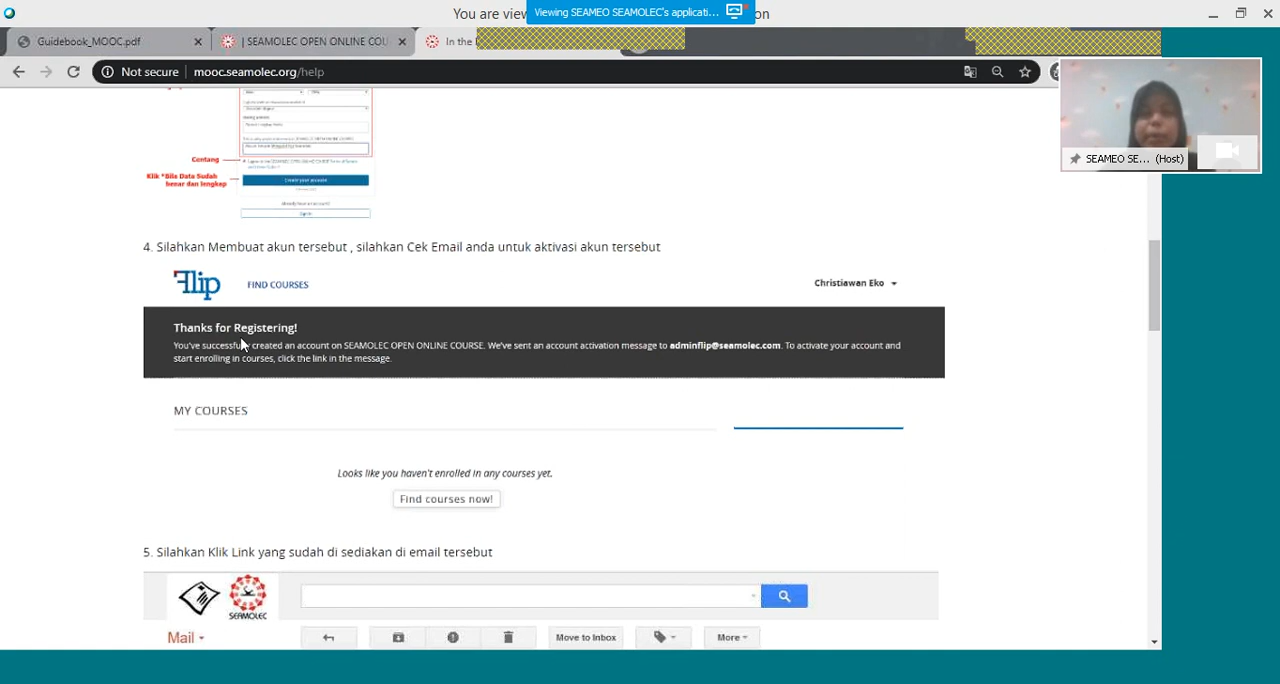 You are view
Viewing SEAMEO SEAMOLEC's applicati...
on
Guidebook_MOOC.pdf
| SEAMOLEC OPEN ONLINE COU
In the
Not secure
mooc.seamolec.org/help
SEAMEO SE... (Host)
Centang
Klik *Bila Data Sudah
benar dan lengkap
Create your account
Already have an account?
4. Silahkan Membuat akun tersebut , silahkan Cek Email anda untuk aktivasi akun tersebut
Flip
FIND COURSES
Christiawan Eko
Thanks for Registering!
You've successfully created an account on SEAMOLEC OPEN ONLINE COURSE. We've sent an account activation message to adminflip@seamolec.com. To activate your account and
start enrolling in courses, click the link in the message.
MY COURSES
Looks like you haven't enrolled in any courses yet.
Find courses now!
5. Silahkan Klik Link yang sudah di sediakan di email tersebut
SEAMOLEC
Mail
Move to Inbox
More